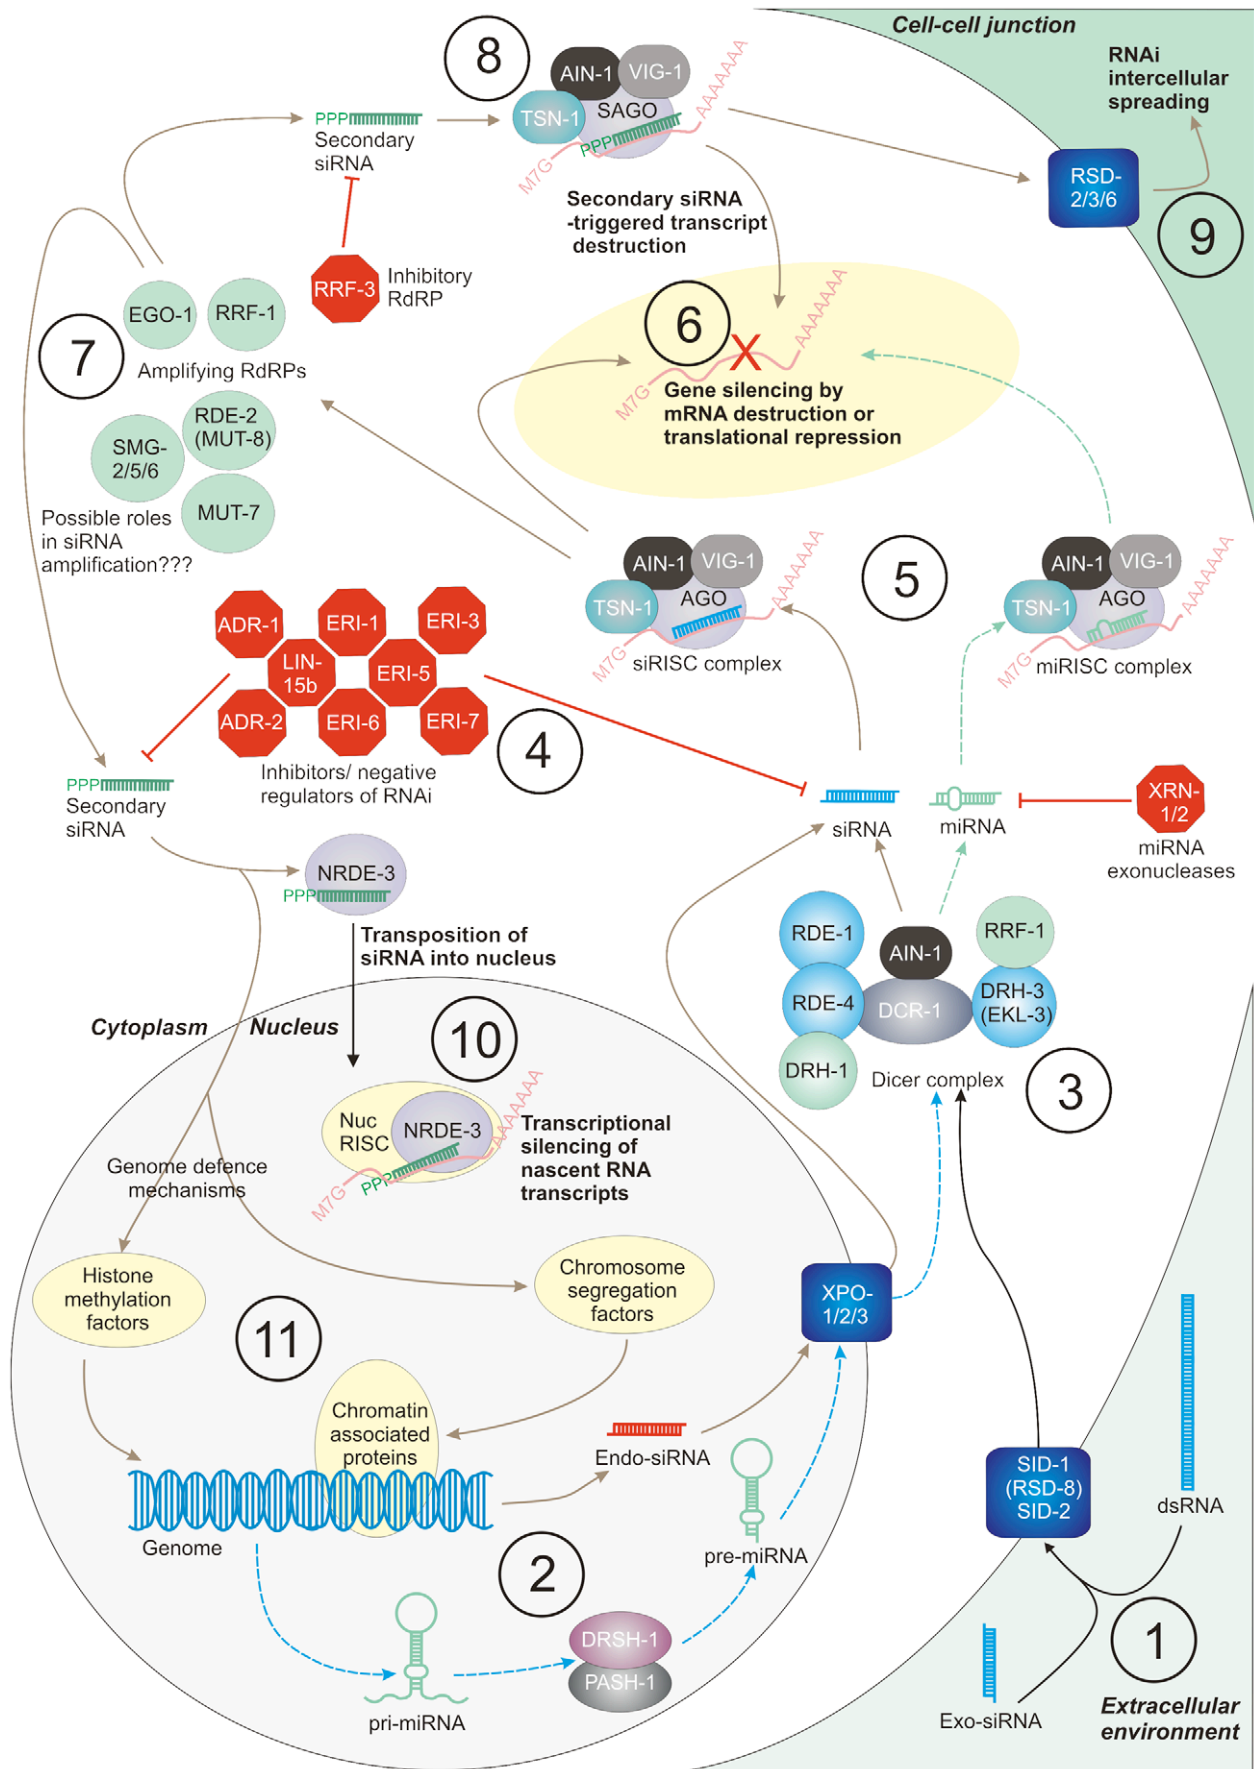 Cell-cell junction
RNAi
intercellular
spreading
8
AIN-1
VIG-1
TSN-1
SAGO
PPP
M7G
AAAAAAA
PPP
Secondary
siRNA
RSD-
2/3/6
9
Secondary siRNA
-triggered transcript
destruction
RRF-3
Inhibitory
RdRP
EGO-1
RRF-1
7
Amplifying RdRPs
6
M7G
X
AAAAAAA
Gene silencing by
mRNA destruction or
translational repression
RDE-2
(MUT-8)
SMG-
2/5/6
MUT-7
Possible roles
in siRNA
amplification???
5
AIN-1
VIG-1
TSN-1
AGO
M7G
AAAAAAA
siRISC complex
AIN-1
VIG-1
TSN-1
AGO
M7G
AAAAAAA
miRISC complex
ADR-1
ERI-1
ERI-3
LIN-
15b
ERI-5
ADR-2
ERI-6
ERI-7
4
Inhibitors/ negative
regulators of RNAi
PPP
Secondary
siRNA
siRNA
miRNA
XRN-
1/2
miRNA
exonucleases
NRDE-3
PPP
Transposition of
siRNA into nucleus
RDE-1
AIN-1
RRF-1
RDE-4
DCR-1
DRH-3
(EKL-3)
DRH-1
Dicer complex
3
Cytoplasm
Nucleus
10
Nuc
RISC
NRDE-3
PPP
M7G
AAAAAAA
Transcriptional
silencing of
nascent RNA
transcripts
Genome defence
mechanisms
Histone
methylation
factors
Chromosome
segregation
factors
XPO-
1/2/3
11
Chromatin
associated
proteins
Endo-siRNA
Genome
pre-miRNA
2
DRSH-1
PASH-1
pri-miRNA
SID-1
(RSD-8)
SID-2
dsRNA
1
Exo-siRNA
Extracellular
environment